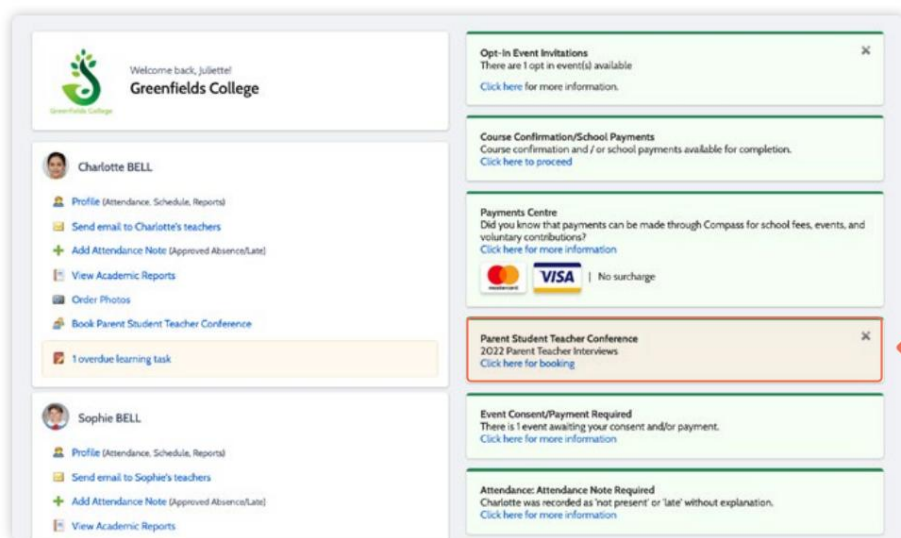 Welcome back, Juliette!
Greenfields College
Greenfields College
Charlotte BELL
Profile (Attendance, Schedule, Reports)
Send email to Charlotte's teachers
Add Attendance Note (Approved Absence/Late)
View Academic Reports
Order Photos
Book Parent Student Teacher Conference
1 overdue learning task
Sophie BELL
Profile (Attendance, Schedule, Reports)
Send email to Sophie's teachers
Add Attendance Note (Approved Absence/Late)
View Academic Reports
Opt-In Event Invitations
There are 1 opt in event(s) available
Click here for more information.
Course Confirmation/School Payments
Course confirmation and / or school payments available for completion.
Click here to proceed
Payments Centre
Did you know that payments can be made through Compass for school fees, events, and
voluntary contributions?
Click here for more information
mastercard VISA | No surcharge
Parent Student Teacher Conference
2022 Parent Teacher Interviews
Click here for booking
Event Consent/Payment Required
There is 1 event awaiting your consent and/or payment.
Click here for more information
Attendance: Attendance Note Required
Charlotte was recorded as 'not present' or 'late' without explanation.
Click here for more information